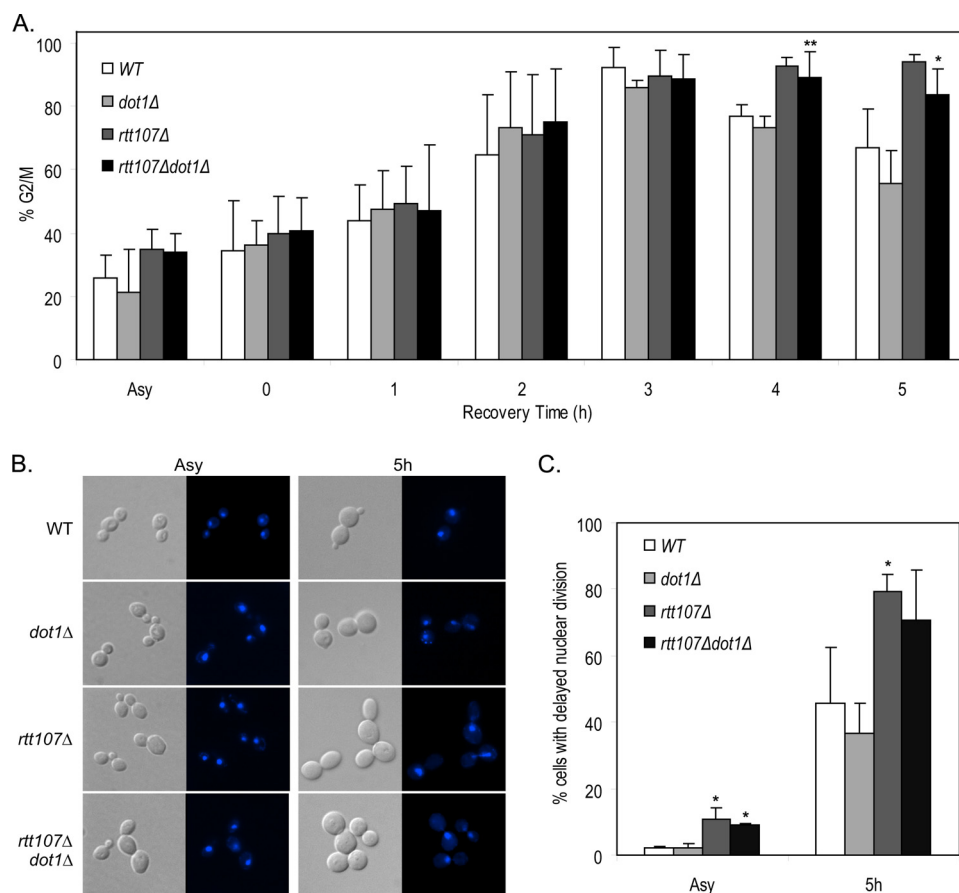 A.
100
80
60
40
20
0
% G2/M
WT
dot1Δ
rtt107Δ
rtt107Δdot1Δ
**
*
Asy 0 1 2 3 4 5
Recovery Time (h)
B.
Asy 5h
WT
dot1Δ
rtt107Δ
rtt107Δ
dot1Δ
C.
100
80
60
40
20
0
% cells with delayed nuclear division
WT
dot1Δ
rtt107Δ
rtt107Δdot1Δ
* * *
Asy 5h